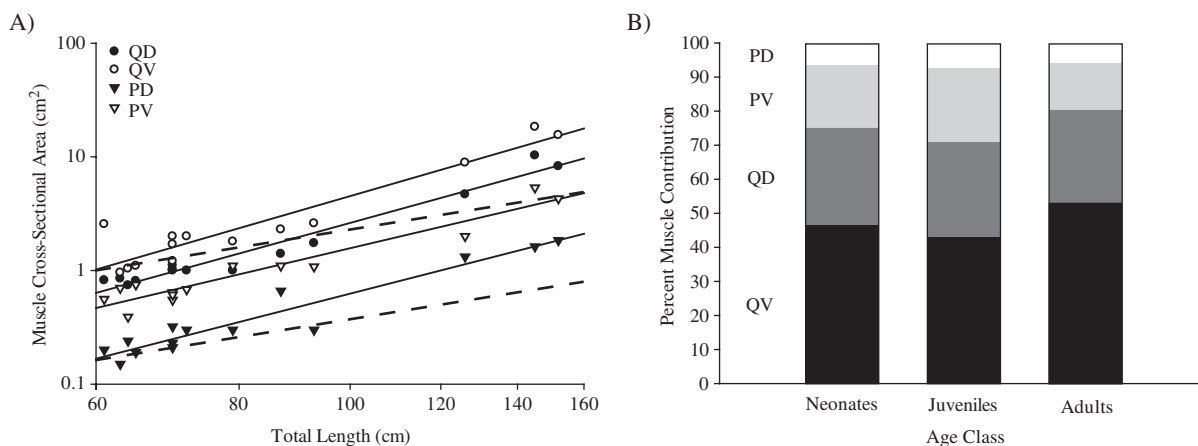 A)
Muscle Cross-Sectional Area (cm²)
100
10
1
0.1
QD
QV
PD
PV
60
80
100
120
140
160
Total Length (cm)
B)
Percent Muscle Contribution
100
90
80
70
60
50
40
30
20
10
0
PD
PV
QD
QV
Neonates
Juveniles
Adults
Age Class